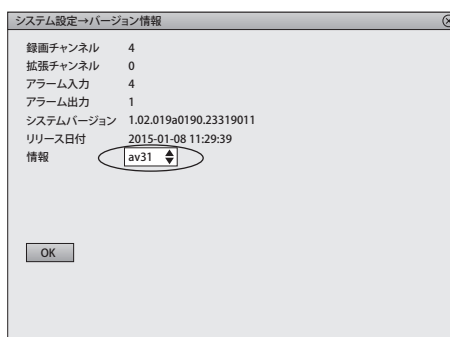 システム設定→バージョン情報
録画チャンネル 4
拡張チャンネル 0
アラーム入力 4
アラーム出力 1
システムバージョン 1.02.019a0190.23319011
リリース日付 2015-01-08 11:29:39
情報 av31
OK